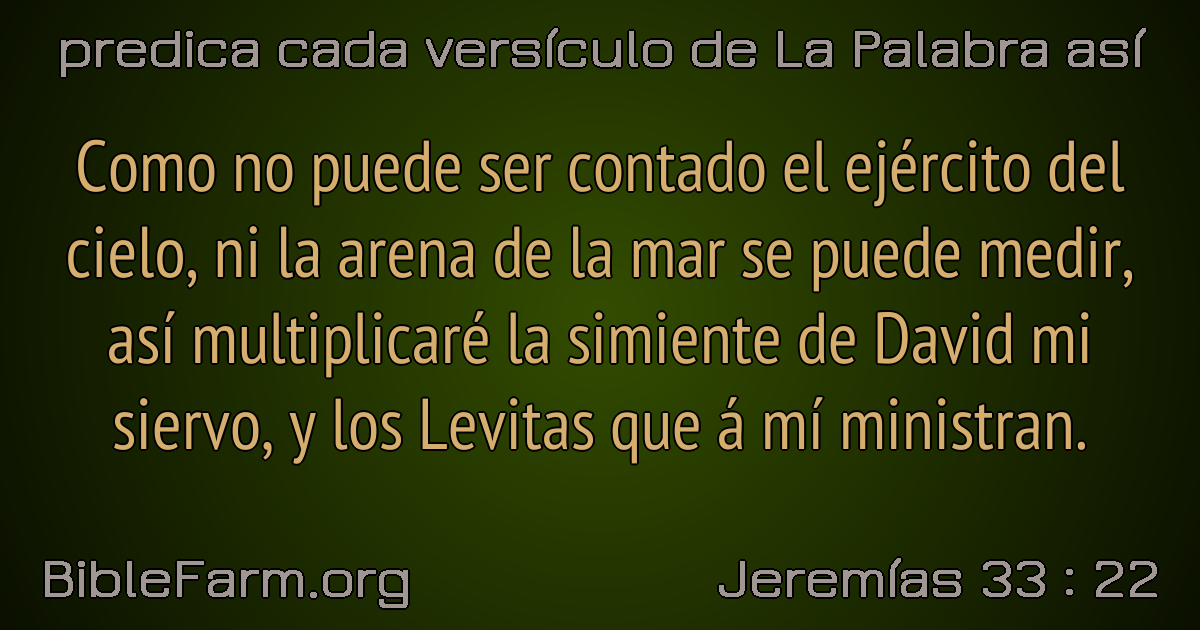 predica cada versículo de La Palabra así
Como no puede ser contado el ejército del
cielo, ni la arena de la mar se puede medir,
así multiplicaré la simiente de David mi
siervo, y los Levitas que á mí ministran.
BibleFarm.org
Jeremías 33 : 22